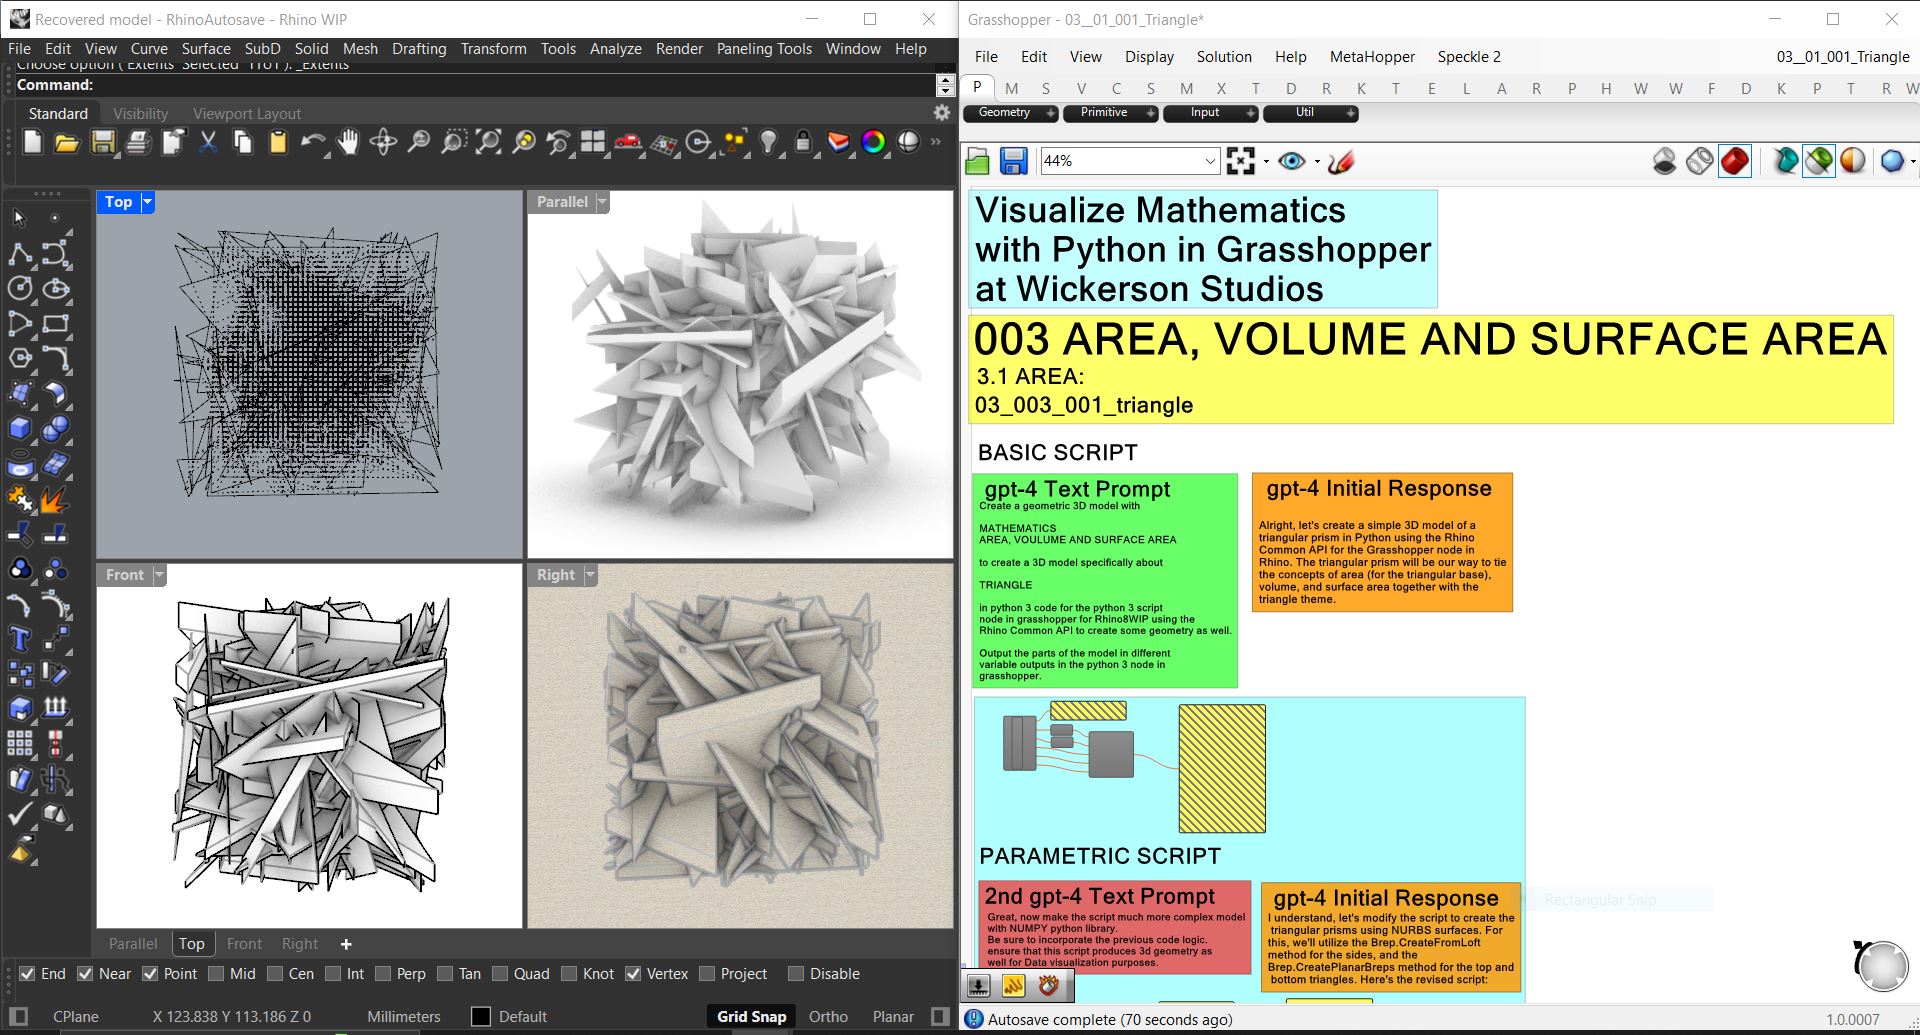 Recovered model - RhinoAutosave - Rhino WIP
File Edit View Curve Surface SubD Solid Mesh Drafting Transform Tools Analyze Render Paneling Tools Window Help
Command:
Standard Visibility Viewport Layout
Top
Parallel
Front
Right
Parallel Top Front Right +
End Near Point Mid Cen Int Perp Tan Quad Knot Vertex Project Disable
CPlane X 123.838 Y 113.186 Z 0 Millimeters Default Grid Snap Ortho Planar
Grasshopper - 03__01_001_Triangle*
File Edit View Display Solution Help MetaHopper Speckle 2 03__01_001_Triangle
P M S V C S M X T D R K T E L A R P H W W F D K P T R W
Geometry Primitive Input Util
44%
Visualize Mathematics
with Python in Grasshopper
at Wickerson Studios
003 AREA, VOLUME AND SURFACE AREA
3.1 AREA:
03_003_001_triangle
BASIC SCRIPT
gpt-4 Text Prompt
Create a geometric 3D model with
MATHEMATICS
AREA, VOULUME AND SURFACE AREA
to create a 3D model specifically about
TRIANGLE
in python 3 code for the python 3 script
node in grasshopper for Rhino8WIP using the
Rhino Common API to create some geometry as well.
Output the parts of the model in different
variable outputs in the python 3 node in
grasshopper.
gpt-4 Initial Response
Alright, let's create a simple 3D model of a
triangular prism in Python using the Rhino
Common API for the Grasshopper node in
Rhino. The triangular prism will be our way to tie
the concepts of area (for the triangular base),
volume, and surface area together with the
triangle theme.
PARAMETRIC SCRIPT
2nd gpt-4 Text Prompt
Great, now make the script much more complex model
with NUMPY python library.
Be sure to incorporate the previous code logic.
ensure that this script produces 3d geometry as
well for Data visualization purposes.
gpt-4 Initial Response
I understand, let's modify the script to create the
triangular prisms using NURBS surfaces. For
this, we'll utilize the Brep.CreateFromLoft
method for the sides, and the
Brep.CreatePlanarBreps method for the top and
bottom triangles. Here's the revised script:
Rectangular Snip
Autosave complete (70 seconds ago)
1.0.0007